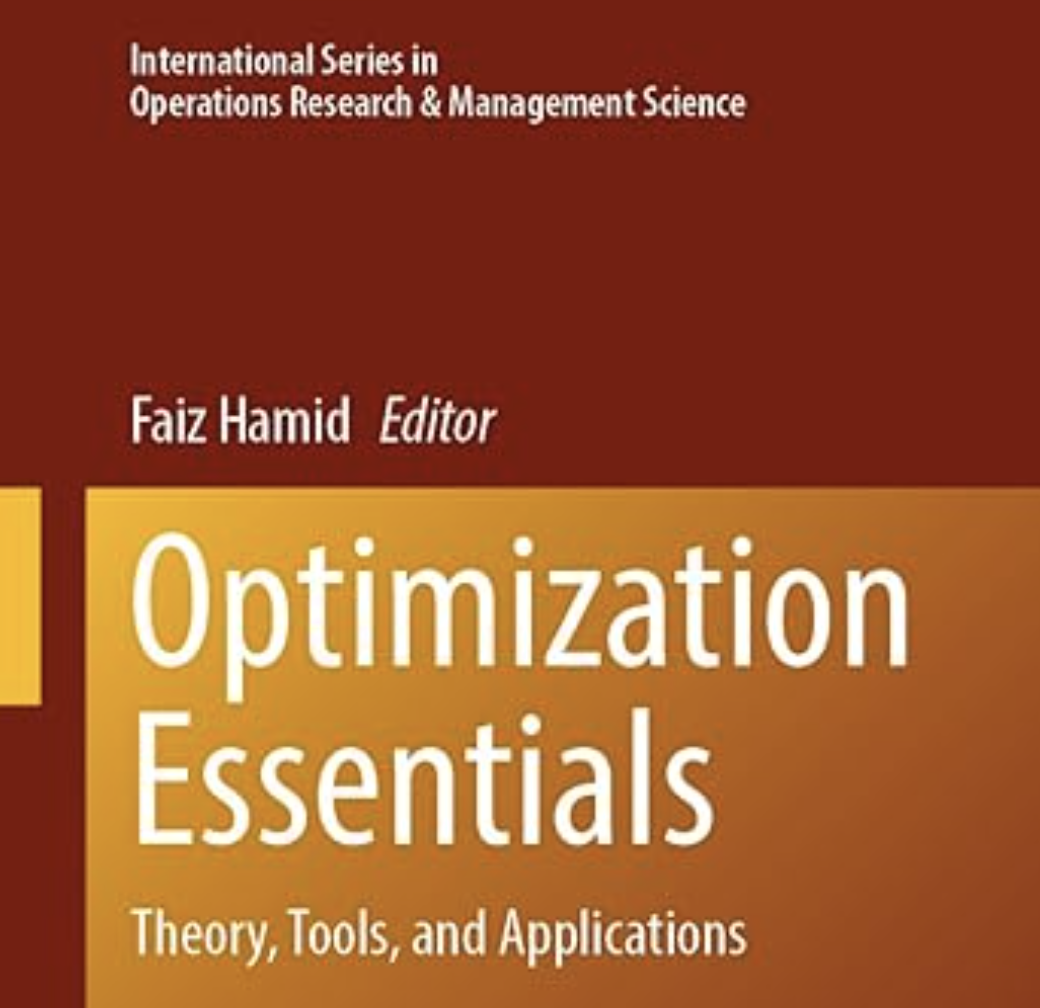 International Series in
Operations Research & Management Science
Faiz Hamid Editor
Optimization
Essentials
Theory, Tools, and Applications